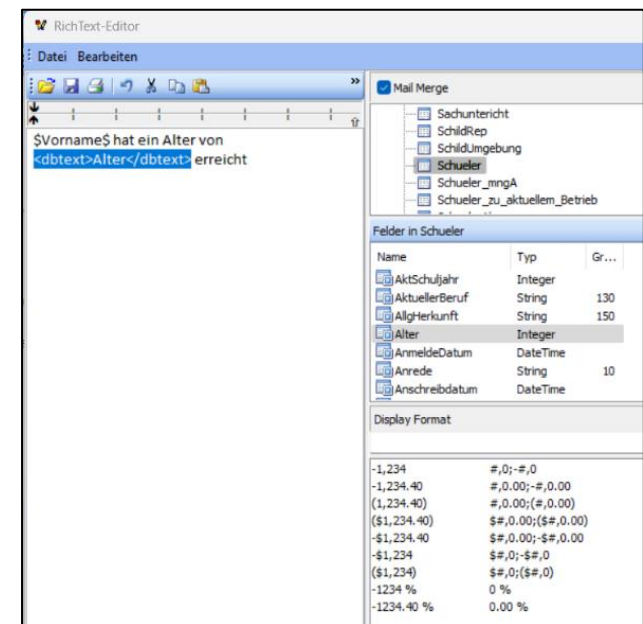 RichText-Editor
Datei Bearbeiten
»
$Vorname$ hat ein Alter von
<dbtext>Alter</dbtext> erreicht
Mail Merge
Sachuntericht
SchildRep
SchildUmgebung
Schueler
Schueler_mngA
Schueler_zu_aktuellem_Betrieb
Felder in Schueler
Name Typ Gr...
AktSchuljahr Integer
AktuellerBeruf String 130
AllgHerkunft String 150
Alter Integer
AnmeldeDatum DateTime
Anrede String 10
Anschreibdatum DateTime
Display Format
-1,234 #,0;-#,0
-1,234.40 #,0.00;-#,0.00
(1,234.40) #,0.00;(#,0.00)
($1,234.40) $#,0.00;($#,0.00)
-$1,234.40 $#,0.00;-$#,0.00
-$1,234 $#,0;-$#,0
($1,234) $#,0;($#,0)
-1234 % 0 %
-1234.40 % 0.00 %